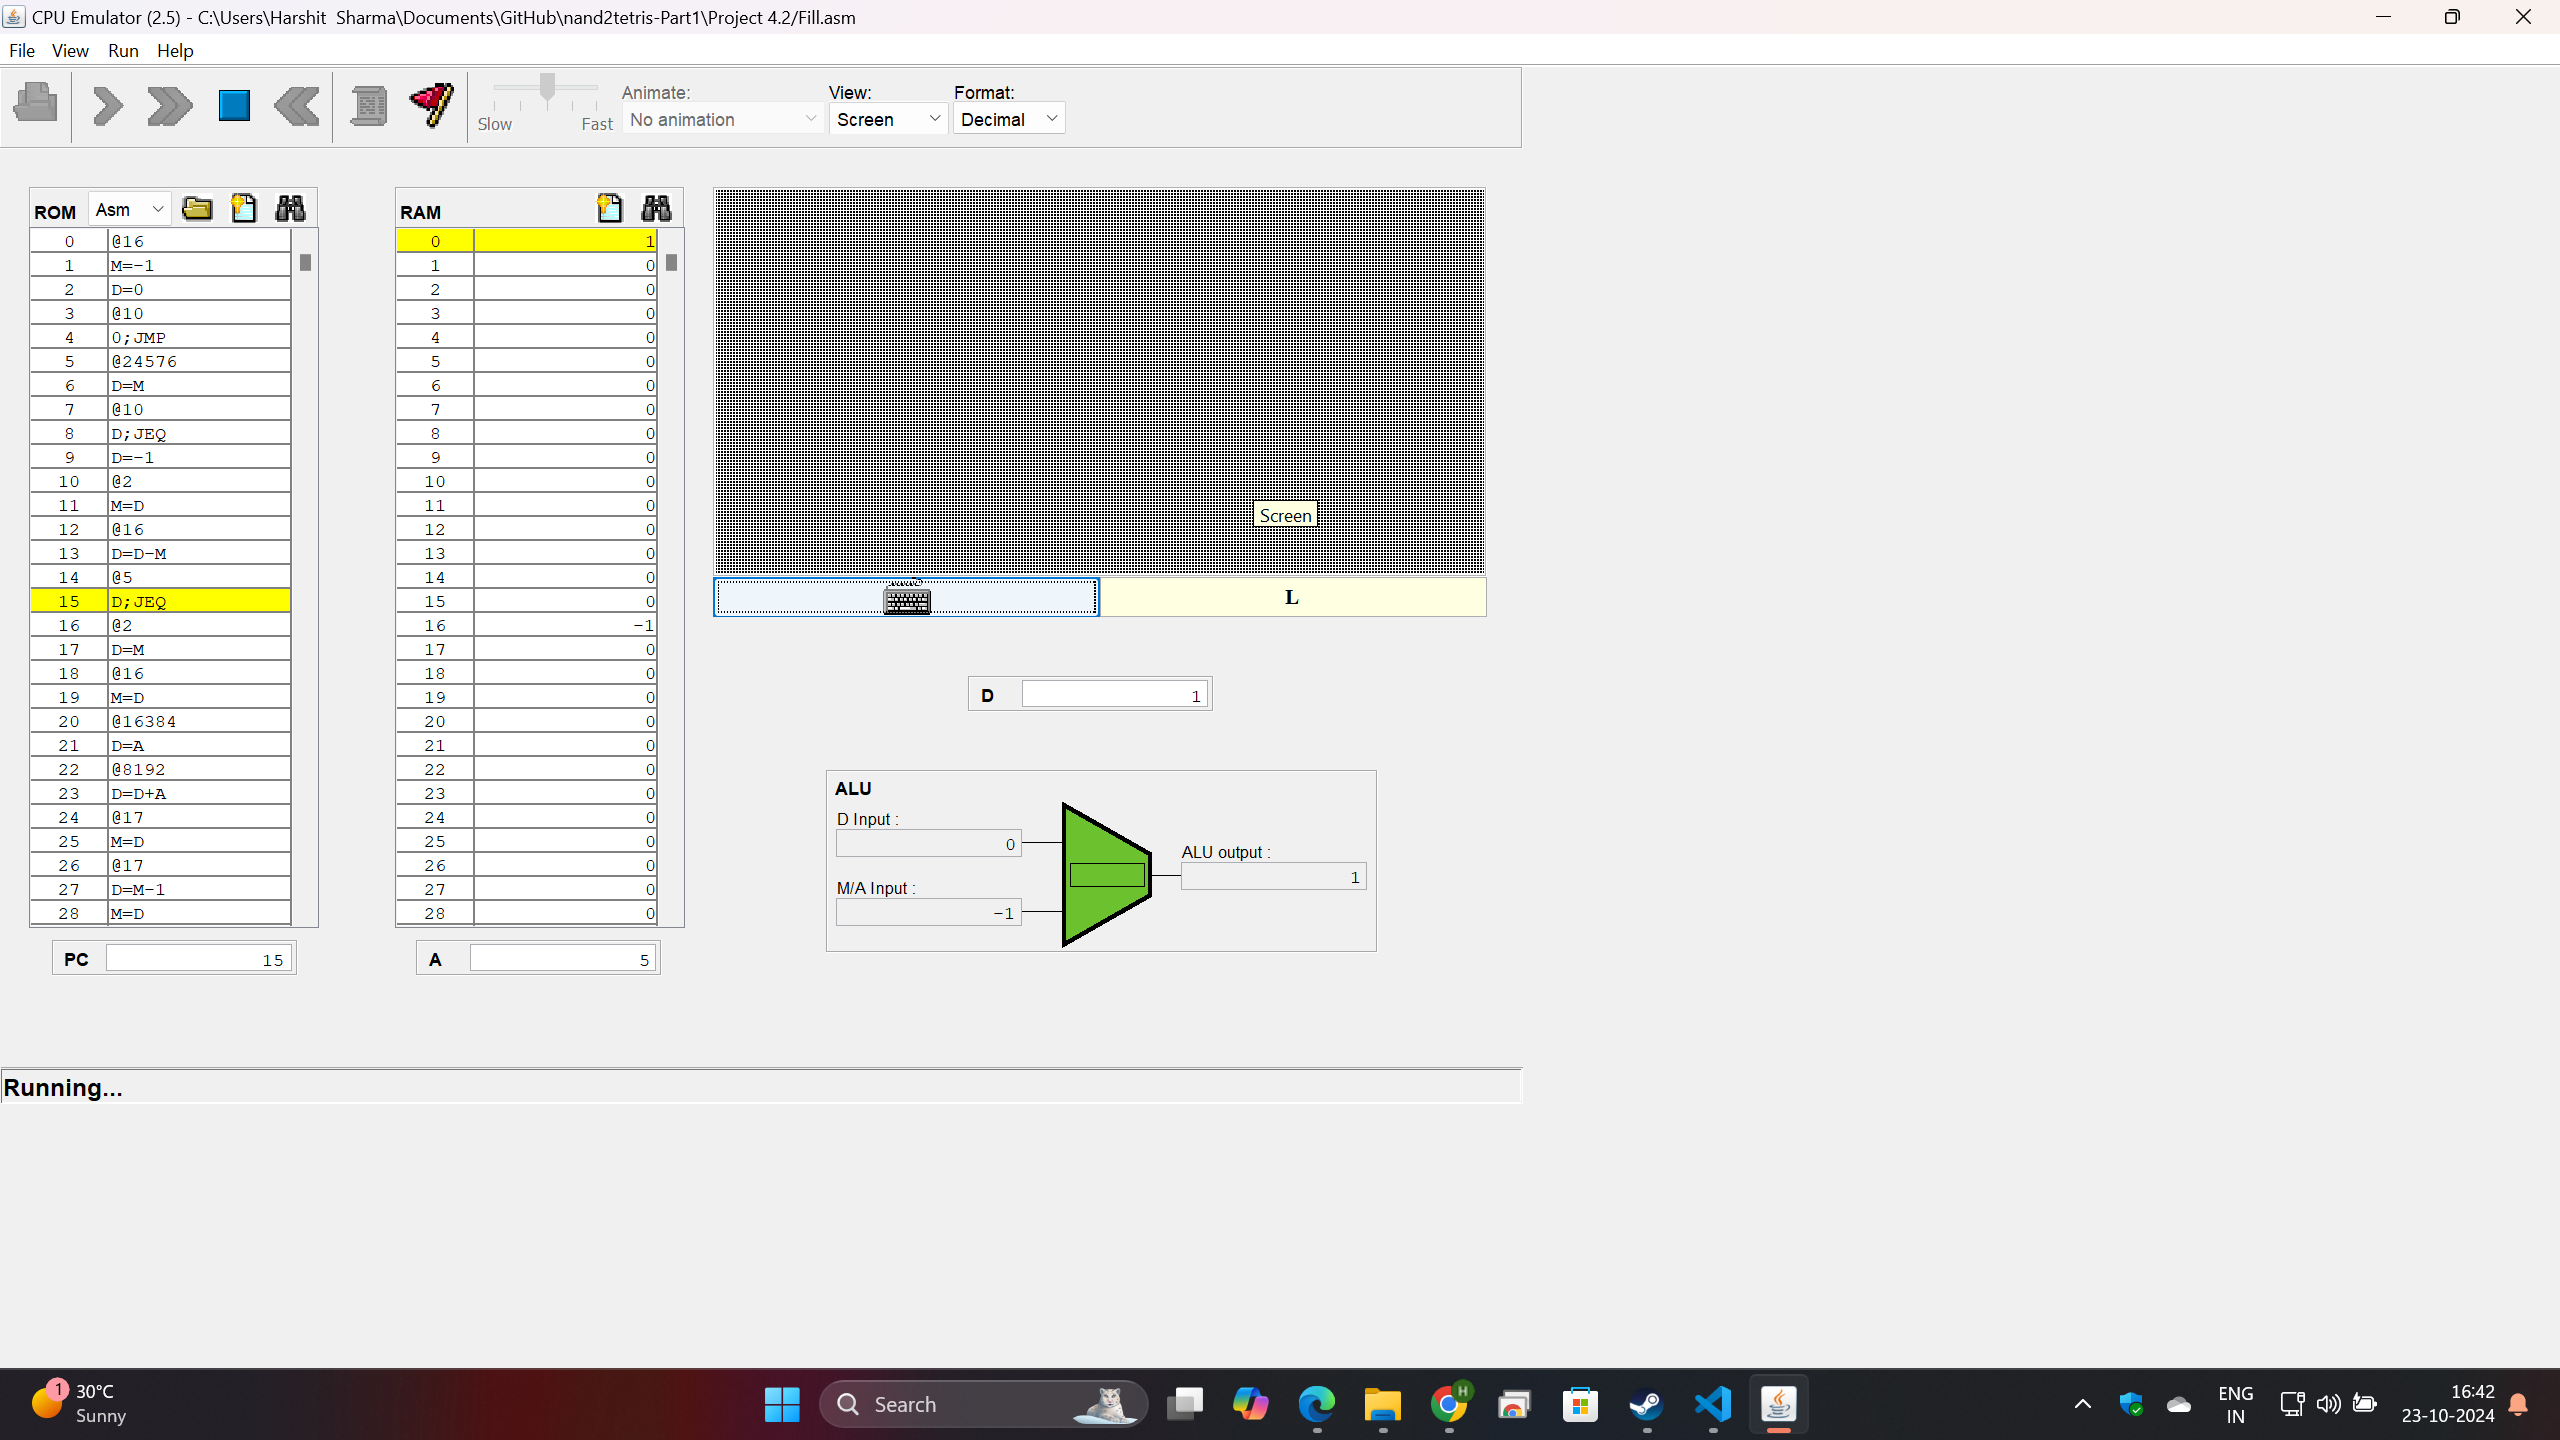 CPU Emulator (2.5) - C:\Users\Harshit  Sharma\Documents\GitHub\nand2tetris-Part1\Project 4.2/Fill.asm
File View Run Help
Slow Fast
Animate:
No animation
View:
Screen
Format:
Decimal
ROM Asm
0 @16
1 M=-1
2 D=0
3 @10
4 0;JMP
5 @24576
6 D=M
7 @10
8 D;JEQ
9 D=-1
10 @2
11 M=D
12 @16
13 D=D-M
14 @5
15 D;JEQ
16 @2
17 D=M
18 @16
19 M=D
20 @16384
21 D=A
22 @8192
23 D=D+A
24 @17
25 M=D
26 @17
27 D=M-1
28 M=D
PC 15
RAM
0 1
1 0
2 0
3 0
4 0
5 0
6 0
7 0
8 0
9 0
10 0
11 0
12 0
13 0
14 0
15 0
16 -1
17 0
18 0
19 0
20 0
21 0
22 0
23 0
24 0
25 0
26 0
27 0
28 0
A 5
Screen
L
D 1
ALU
D Input :
0
M/A Input :
-1
ALU output :
1
Running...
1
30°C
Sunny
Search
H
ENG
IN
16:42
23-10-2024